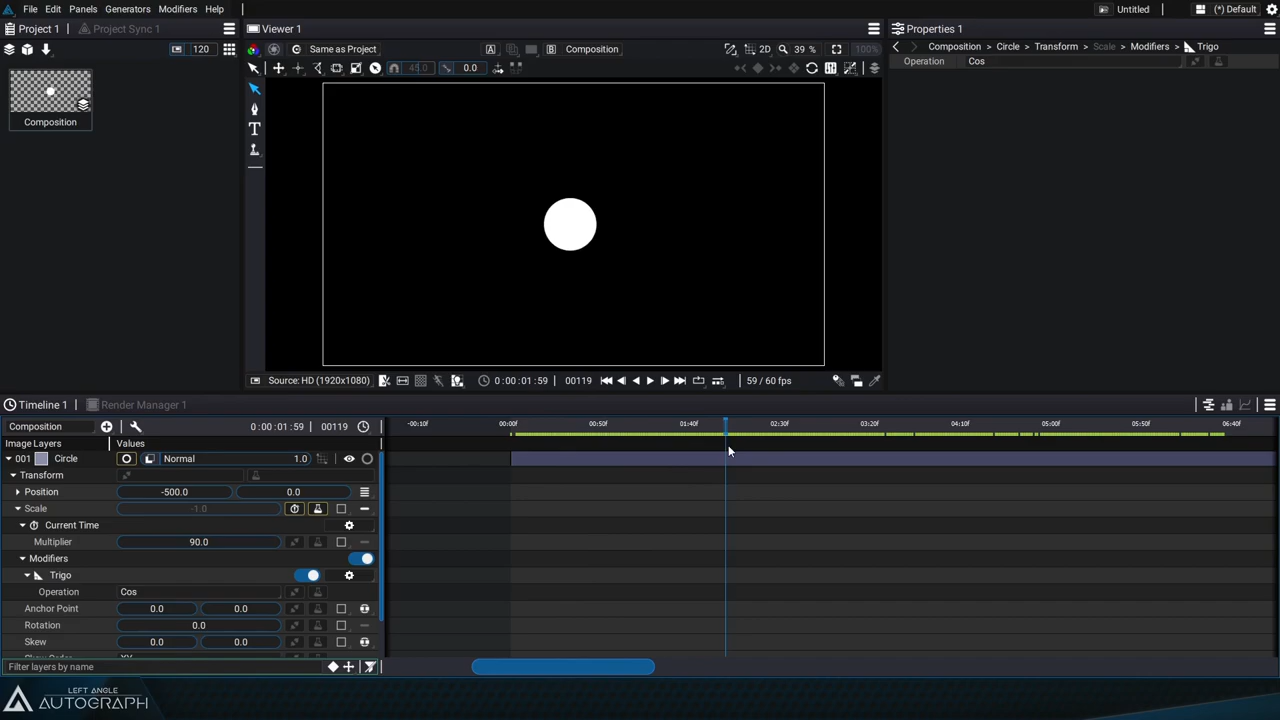 File Edit Panels Generators Modifiers Help
Untitled
(*) Default
Project 1
Project Sync 1
Viewer 1
Properties 1
120
Same as Project
A
B
Composition
2D
39 %
100%
Composition
Circle
Transform
Scale
Modifiers
Trigo
45.0
0.0
Operation
Cos
Composition
T
Source: HD (1920x1080)
0:00:01:59
00119
59 / 60 fps
Timeline 1
Render Manager 1
Composition
0:00:01:59
00119
-00:10f
00:00f
00:50f
01:40f
02:30f
03:20f
04:10f
05:00f
05:50f
06:40f
Image Layers
Values
001
Circle
Normal
1.0
Transform
Position
-500.0
0.0
Scale
-1.0
Current Time
Multiplier
90.0
Modifiers
Trigo
Operation
Cos
Anchor Point
0.0
0.0
Rotation
0.0
Skew
0.0
0.0
Filter layers by name
LEFT ANGLE
AUTOGRAPH